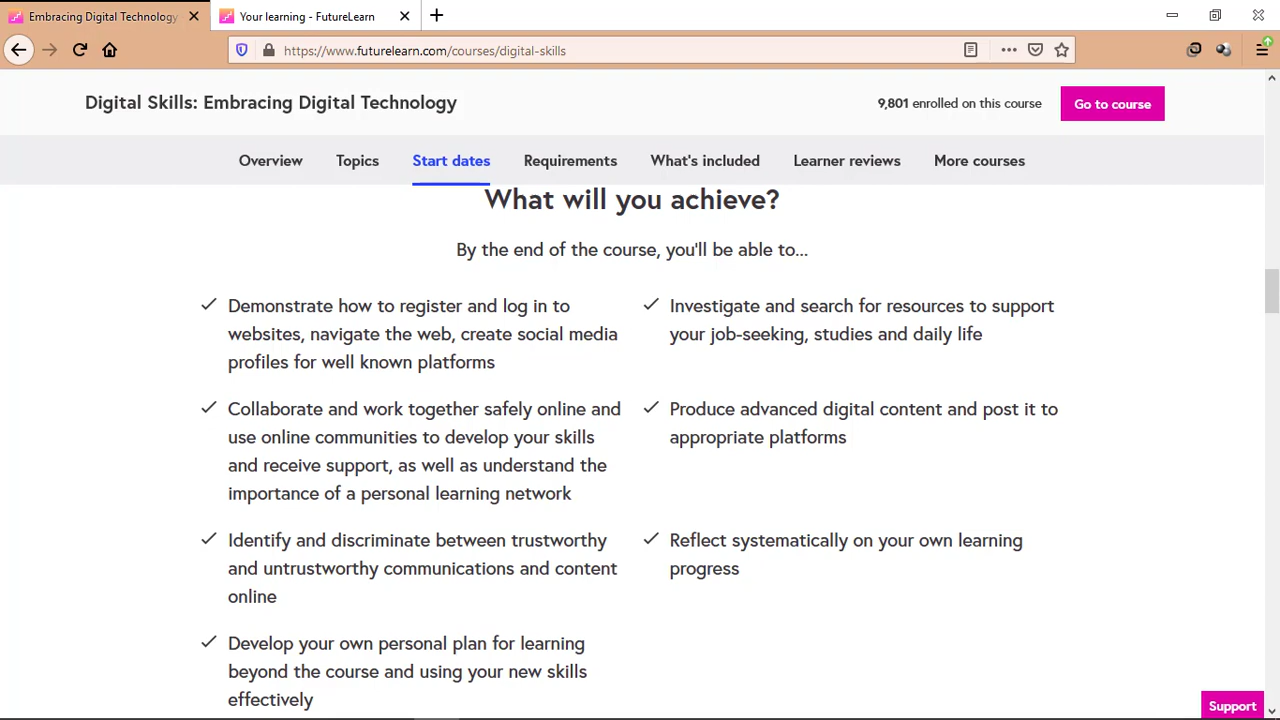 Embracing Digital Technology
Your learning - FutureLearn
https://www.futurelearn.com/courses/digital-skills
Digital Skills: Embracing Digital Technology
9,801 enrolled on this course
Go to course
Overview
Topics
Start dates
Requirements
What's included
Learner reviews
More courses
What will you achieve?
By the end of the course, you'll be able to...
Demonstrate how to register and log in to
websites, navigate the web, create social media
profiles for well known platforms
Investigate and search for resources to support
your job-seeking, studies and daily life
Collaborate and work together safely online and
use online communities to develop your skills
and receive support, as well as understand the
importance of a personal learning network
Produce advanced digital content and post it to
appropriate platforms
Identify and discriminate between trustworthy
and untrustworthy communications and content
online
Reflect systematically on your own learning
progress
Develop your own personal plan for learning
beyond the course and using your new skills
effectively
Support